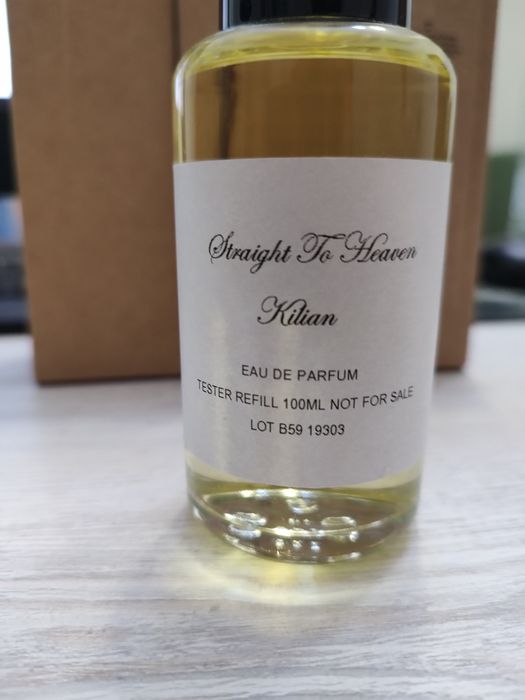 Straight To Heaven
Kilian
EAU DE PARFUM
TESTER REFILL 100ML NOT FOR SALE
LOT B59 19303